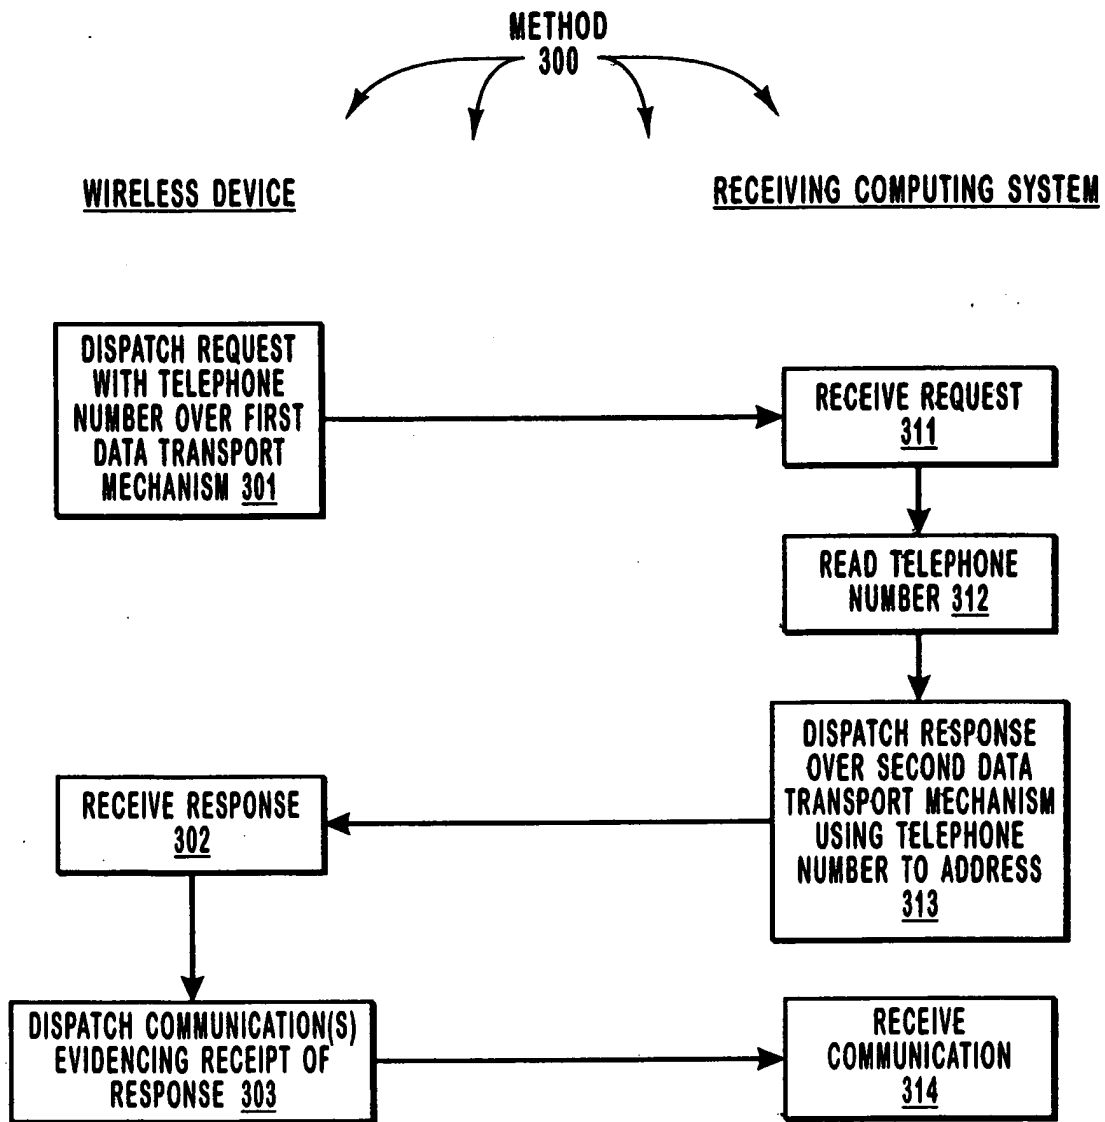 METHOD
300
WIRELESS DEVICE
RECEIVING COMPUTING SYSTEM
DISPATCH REQUEST
WITH TELEPHONE
NUMBER OVER FIRST
DATA TRANSPORT
MECHANISM 301
RECEIVE REQUEST
311
READ TELEPHONE
NUMBER 312
DISPATCH RESPONSE
OVER SECOND DATA
TRANSPORT MECHANISM
USING TELEPHONE
NUMBER TO ADDRESS
313
RECEIVE RESPONSE
302
DISPATCH COMMUNICATION(S)
EVIDENCING RECEIPT OF
RESPONSE 303
RECEIVE
COMMUNICATION
314